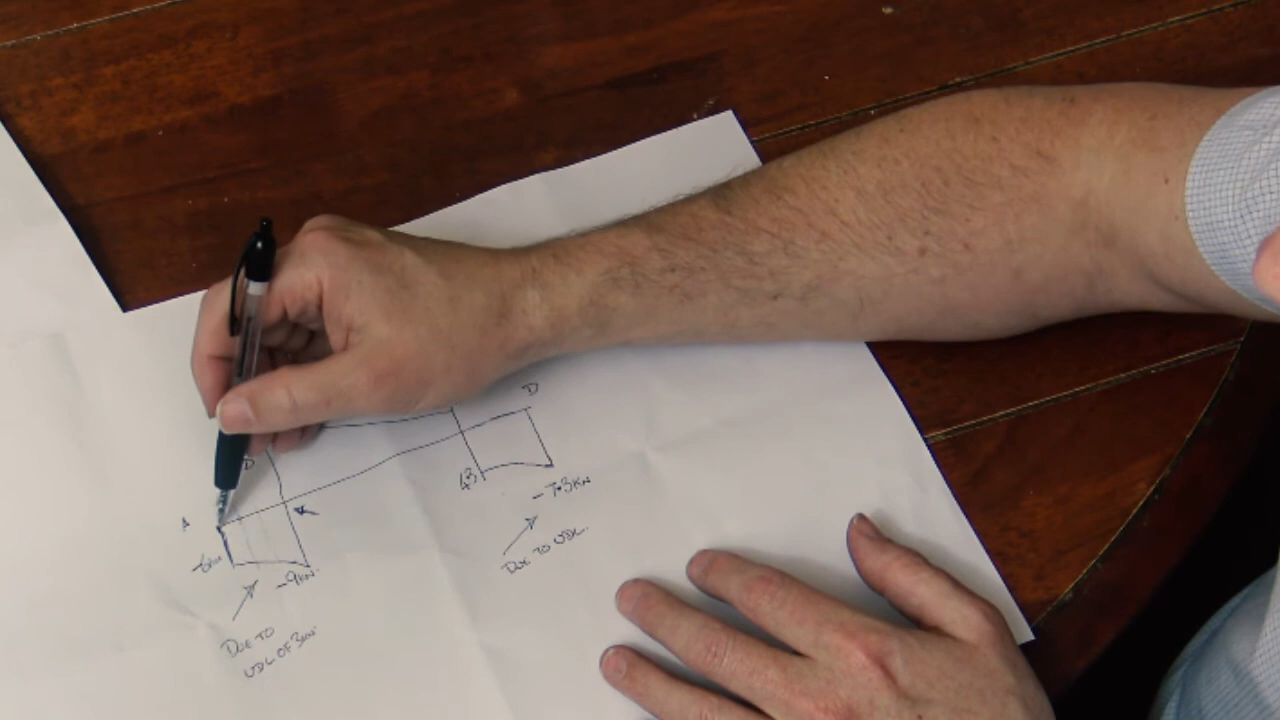 D
D
43
-7.3KN
A
-6KN
-9KN.
DUE TO UDL.
DUE TO
UDL OF 3KN